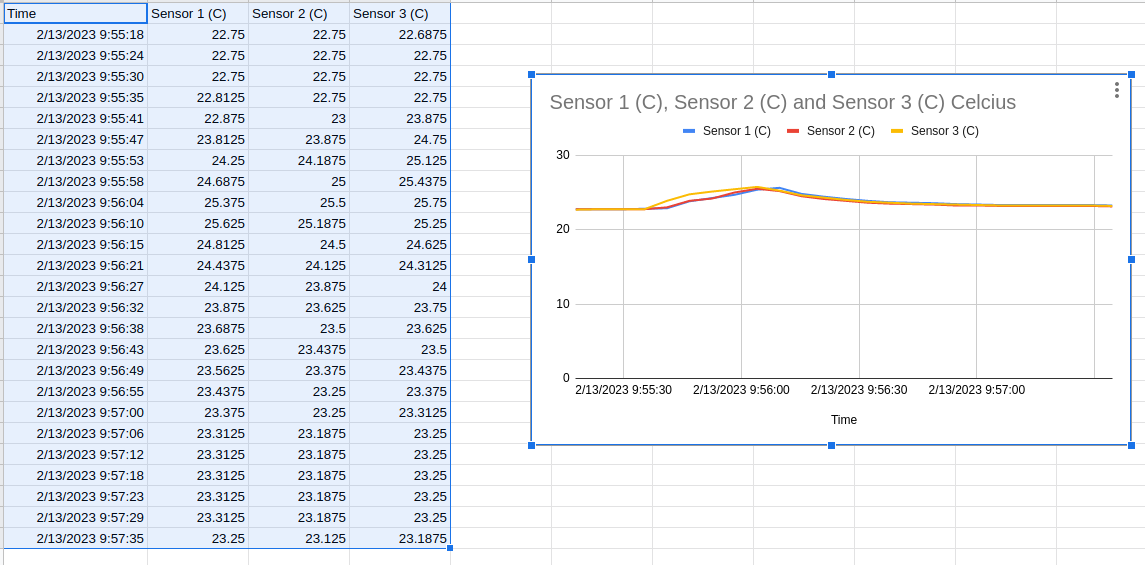 Time Sensor 1 (C) Sensor 2 (C) Sensor 3 (C)
2/13/2023 9:55:18 22.75 22.75 22.6875
2/13/2023 9:55:24 22.75 22.75 22.75
2/13/2023 9:55:30 22.75 22.75 22.75
2/13/2023 9:55:35 22.8125 22.75 22.75
2/13/2023 9:55:41 22.875 23 23.875
2/13/2023 9:55:47 23.8125 23.875 24.75
2/13/2023 9:55:53 24.25 24.1875 25.125
2/13/2023 9:55:58 24.6875 25 25.4375
2/13/2023 9:56:04 25.375 25.5 25.75
2/13/2023 9:56:10 25.625 25.1875 25.25
2/13/2023 9:56:15 24.8125 24.5 24.625
2/13/2023 9:56:21 24.4375 24.125 24.3125
2/13/2023 9:56:27 24.125 23.875 24
2/13/2023 9:56:32 23.875 23.625 23.75
2/13/2023 9:56:38 23.6875 23.5 23.625
2/13/2023 9:56:43 23.625 23.4375 23.5
2/13/2023 9:56:49 23.5625 23.375 23.4375
2/13/2023 9:56:55 23.4375 23.25 23.375
2/13/2023 9:57:00 23.375 23.25 23.3125
2/13/2023 9:57:06 23.3125 23.1875 23.25
2/13/2023 9:57:12 23.3125 23.1875 23.25
2/13/2023 9:57:18 23.3125 23.1875 23.25
2/13/2023 9:57:23 23.3125 23.1875 23.25
2/13/2023 9:57:29 23.3125 23.1875 23.25
2/13/2023 9:57:35 23.25 23.125 23.1875
Sensor 1 (C), Sensor 2 (C) and Sensor 3 (C) Celcius
Sensor 1 (C) Sensor 2 (C) Sensor 3 (C)
30
20
10
0
2/13/2023 9:55:30 2/13/2023 9:56:00 2/13/2023 9:56:30 2/13/2023 9:57:00
Time